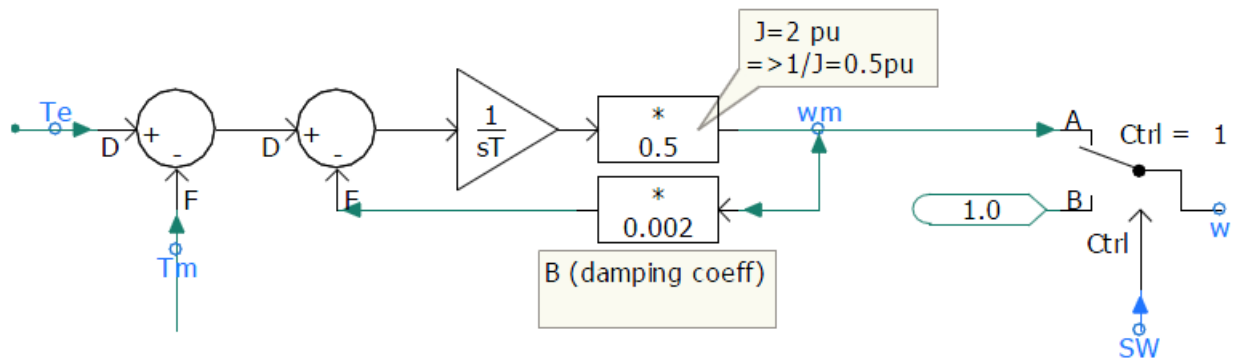 J=2 pu
=>1/J=0.5pu
Te
D
+
-
F
Tm
D
+
-
F
1
sT
*
0.5
wm
*
0.002
B (damping coeff)
A
Ctrl = 1
1.0
B
Ctrl
w
SW